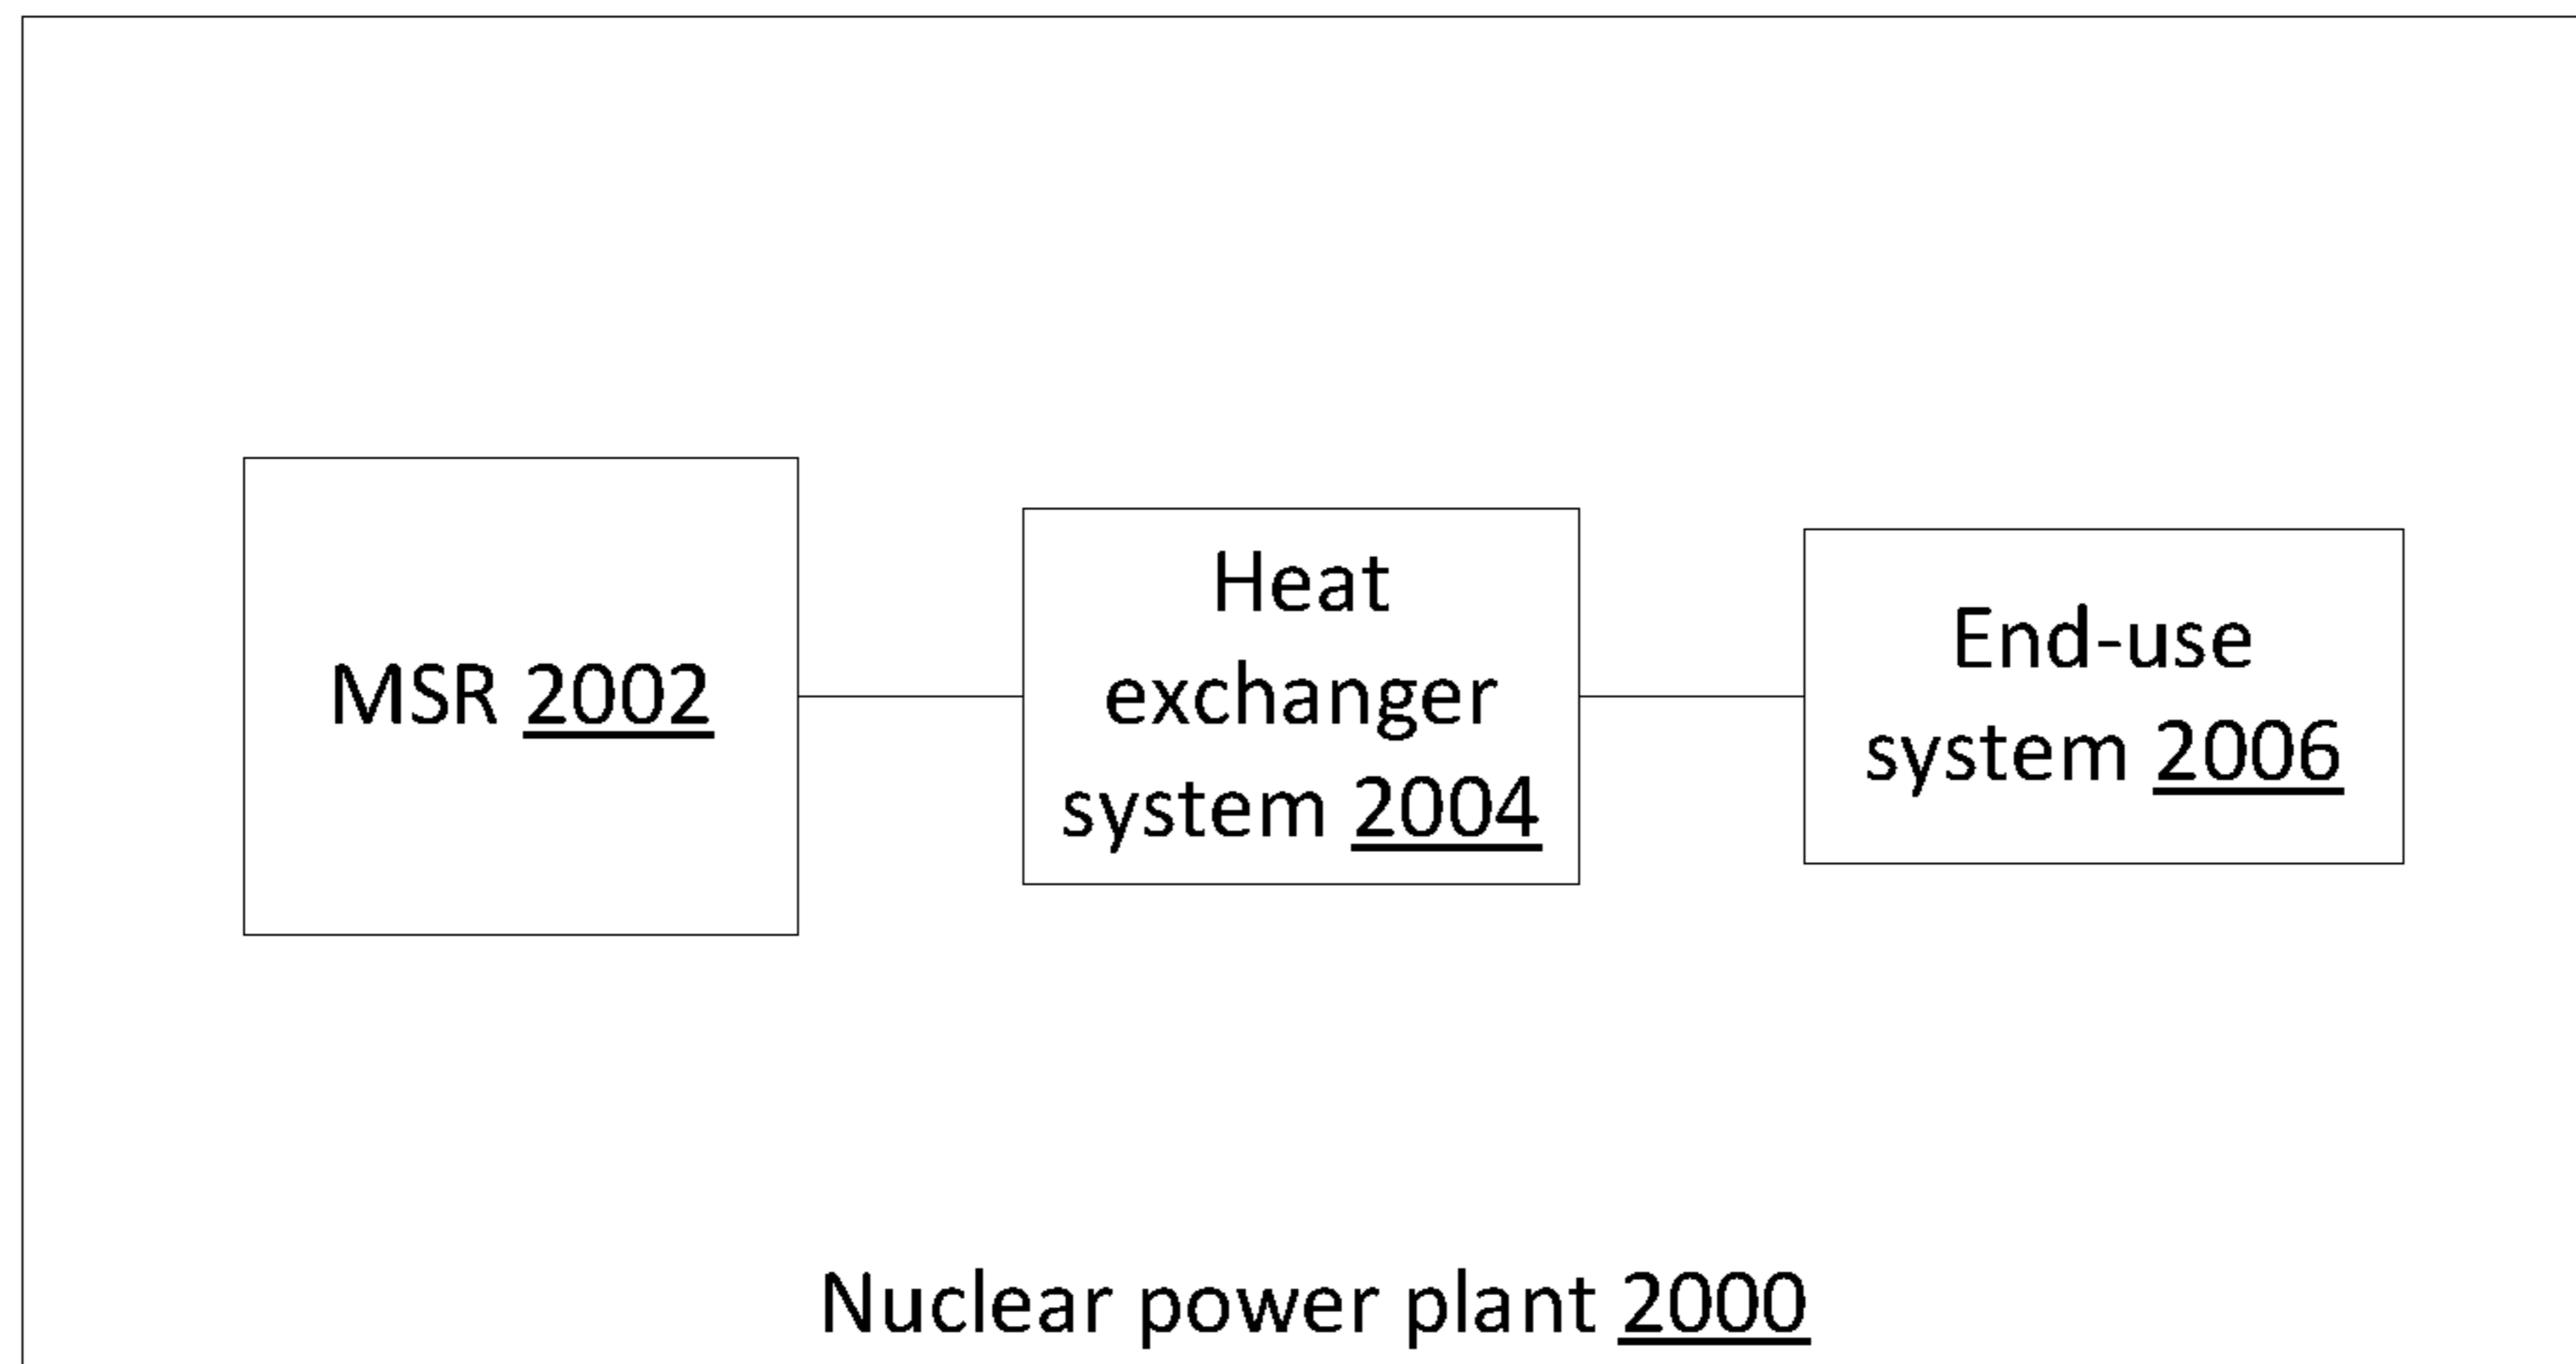 MSR 2002
Heat
exchanger
system 2004
End-use
system 2006
Nuclear power plant 2000